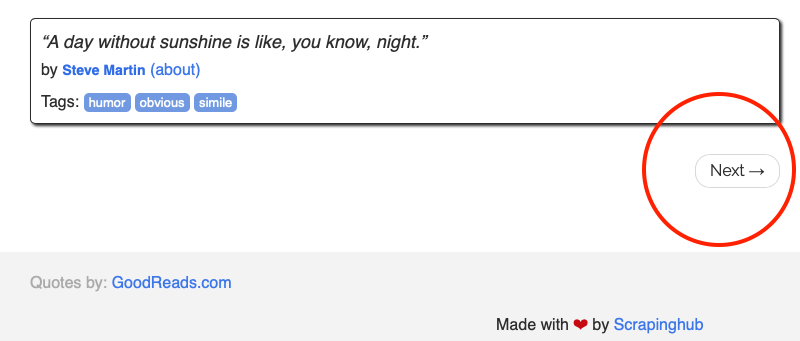 “A day without sunshine is like, you know, night.”
by Steve Martin (about)
Tags: humor obvious simile
Next →
Quotes by: GoodReads.com
Made with ❤ by Scrapinghub